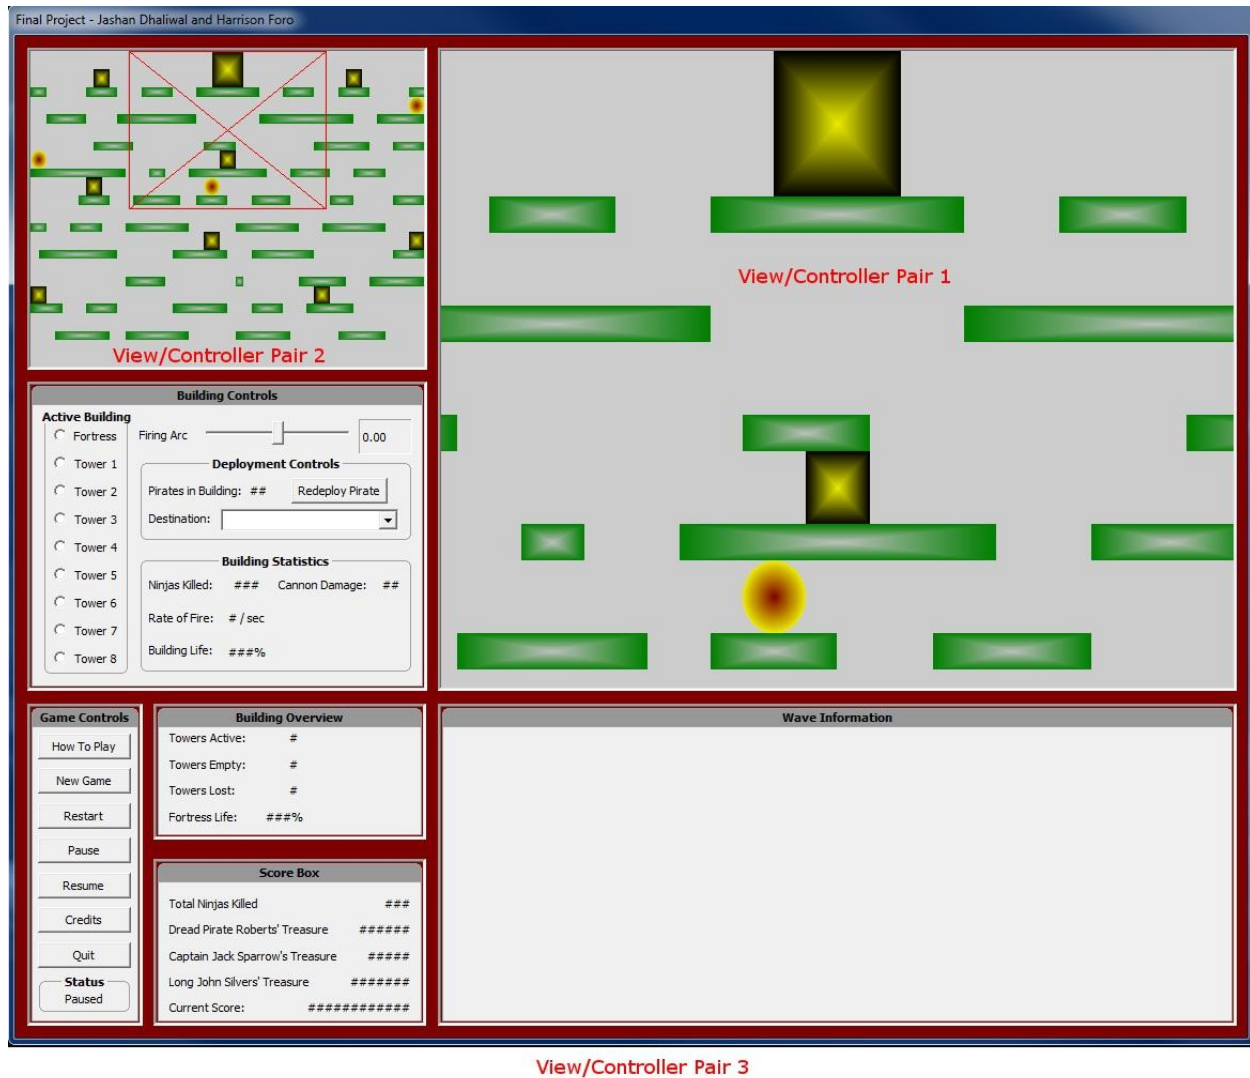 Final Project - Jashan Dhaliwal and Harrison Foro
View/Controller Pair 1
View/Controller Pair 2
Building Controls
Active Building
Fortress
Tower 1
Tower 2
Tower 3
Tower 4
Tower 5
Tower 6
Tower 7
Tower 8
Firing Arc 0.00
Deployment Controls
Pirates in Building: ## Redeploy Pirate
Destination:
Building Statistics
Ninjas Killed: ### Cannon Damage: ##
Rate of Fire: # / sec
Building Life: ###%
Game Controls
How To Play
New Game
Restart
Pause
Resume
Credits
Quit
Status
Paused
Building Overview
Towers Active: #
Towers Empty: #
Towers Lost: #
Fortress Life: ###%
Score Box
Total Ninjas Killed ###
Dread Pirate Roberts' Treasure ######
Captain Jack Sparrow's Treasure #####
Long John Silvers' Treasure #######
Current Score: ############
Wave Information
View/Controller Pair 3